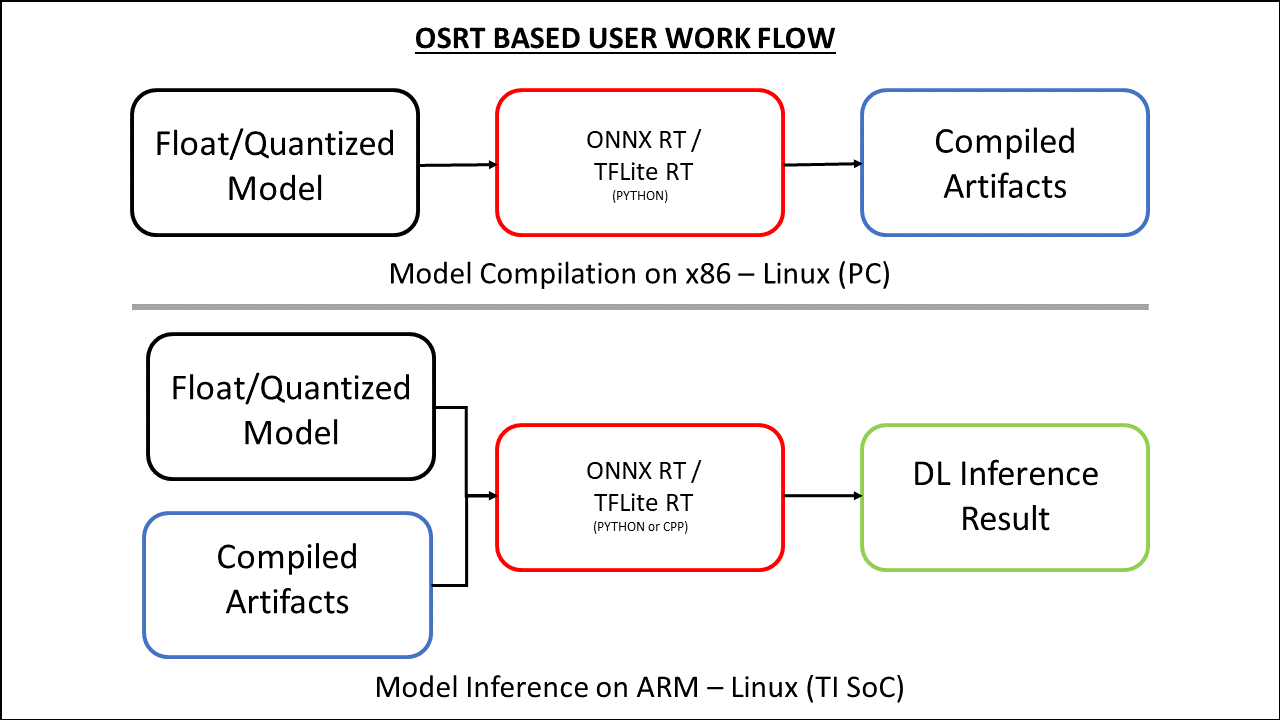 OSRT BASED USER WORK FLOW
Float/Quantized
Model
ONNX RT /
TFLite RT
(PYTHON)
Compiled
Artifacts
Model Compilation on x86 – Linux (PC)
Float/Quantized
Model
Compiled
Artifacts
ONNX RT /
TFLite RT
(PYTHON or CPP)
DL Inference
Result
Model Inference on ARM – Linux (TI SoC)